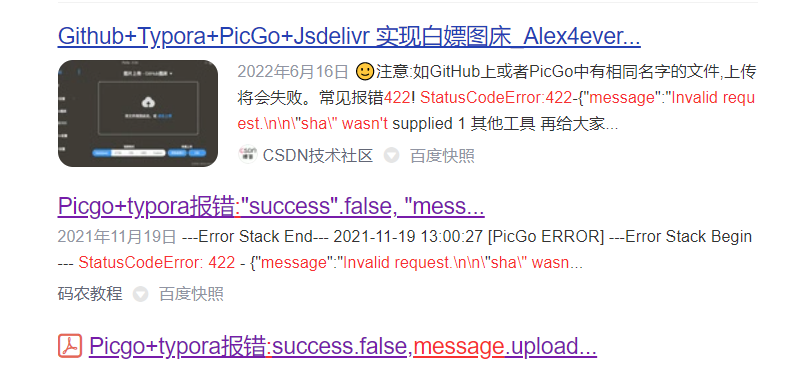 Github+Typora+PicGo+Jsdelivr 实现白嫖图床_Alex4ever...
2022年6月16日 注意:如GitHub上或者PicGo中有相同名字的文件,上传
将会失败。常见报错422! StatusCodeError:422-{"message":"Invalid requ
est.\n\n\"sha\" wasn't supplied 1 其他工具 再给大家...
CSDN技术社区 百度快照
Picgo+typora报错:"success".false, "mess...
2021年11月19日 ---Error Stack End--- 2021-11-19 13:00:27 [PicGo ERROR] ---Error Stack Begin
--- StatusCodeError: 422 - {"message":"Invalid request.\n\n\"sha\" wasn...
码农教程 百度快照
Picgo+typora报错:success.false,message.upload...